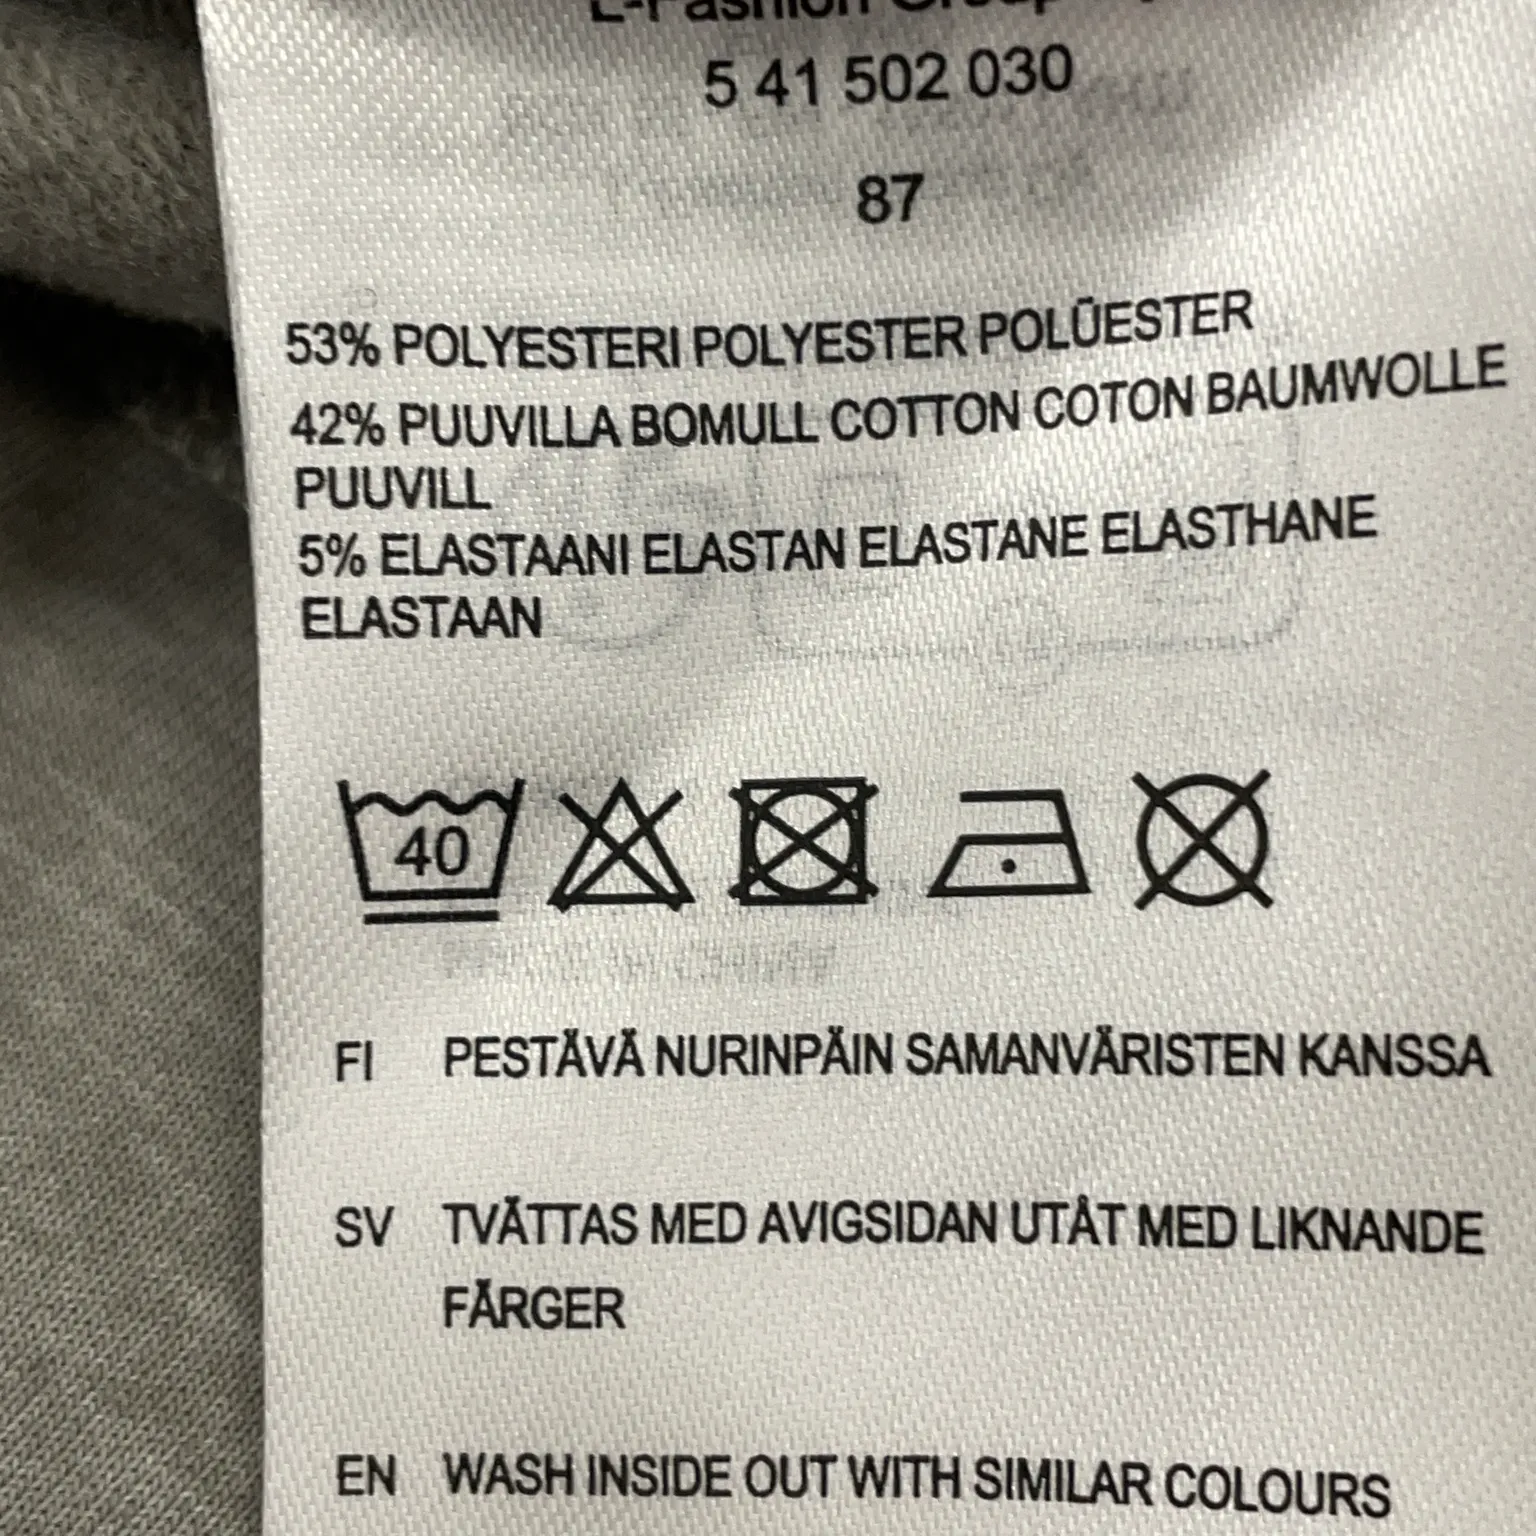 L-Fashion Group
5 41 502 030
87
53% POLYESTERI POLYESTER POLÜESTER
42% PUUVILLA BOMULL COTTON COTON BAUMWOLLE
PUUVILL
5% ELASTAANI ELASTAN ELASTANE ELASTHANE
ELASTAAN
40
FI PESTÄVÄ NURINPÄIN SAMANVÄRISTEN KANSSA
SV TVÄTTAS MED AVIGSIDAN UTÅT MED LIKNANDE
FÄRGER
EN WASH INSIDE OUT WITH SIMILAR COLOURS